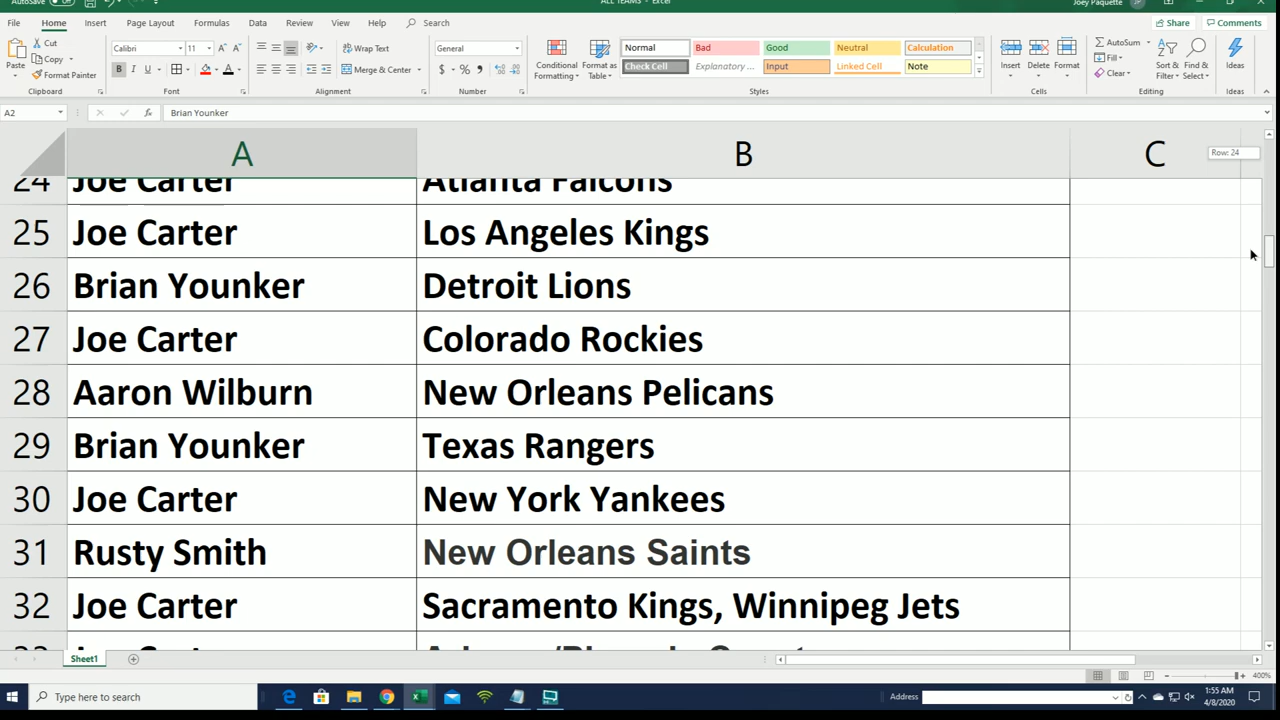 AutoSave Off ALL TEAMS - Excel Joey Paquette JP
File Home Insert Page Layout Formulas Data Review View Help Search Share Comments
Paste Cut Copy Format Painter Clipboard
Calibri 11 A A B I U A Font
Wrap Text Merge & Center Alignment
General $ % , Number
Conditional Formatting Format as Table
Normal Bad Good Neutral Calculation
Check Cell Explanatory ... Input Linked Cell Note
Styles
Insert Delete Format Cells
AutoSum Fill Clear Sort & Filter Find & Select Editing
Ideas Ideas
A2 fx Brian Younker
A B C
Row: 24
24 Joe Carter Atlanta Falcons
25 Joe Carter Los Angeles Kings
26 Brian Younker Detroit Lions
27 Joe Carter Colorado Rockies
28 Aaron Wilburn New Orleans Pelicans
29 Brian Younker Texas Rangers
30 Joe Carter New York Yankees
31 Rusty Smith New Orleans Saints
32 Joe Carter Sacramento Kings, Winnipeg Jets
Sheet1
400%
Type here to search Address 1:55 AM
4/8/2020